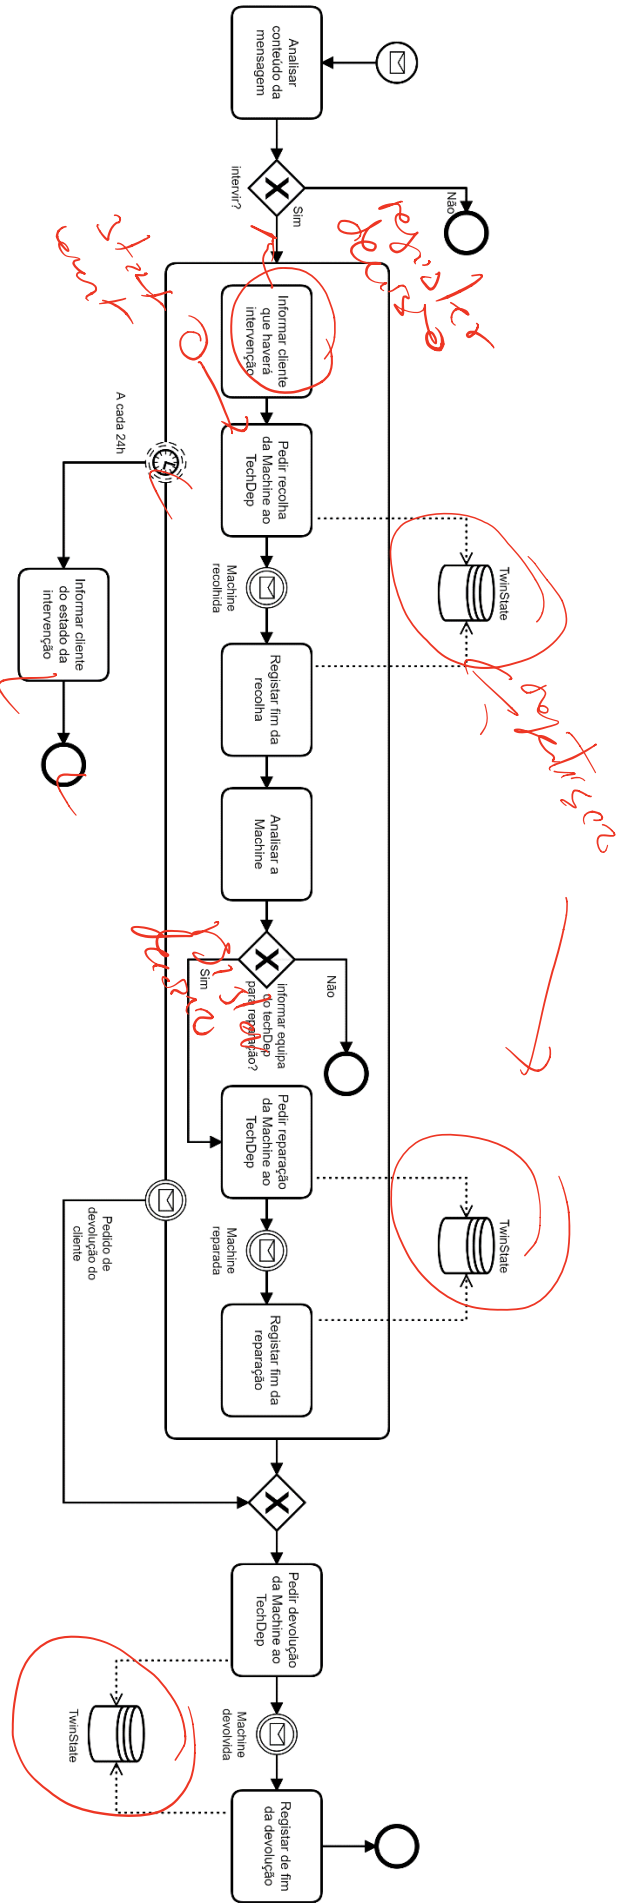 Analisar
conteúdo da
mensagem
intervir?
Não
Sim
registar
decisão
start
event
Informar cliente
que haverá
intervenção
Pedir recolha
da Machine ao
TechDep
A cada 24h
Informar cliente
do estado da
intervenção
Machine
recolhida
TwinState
Registar fim da
recolha
Analisar a
Machine
Não
Sim
informar equipa
do techDep
para reparação?
Pedir reparação
da Machine ao
TechDep
Machine
reparada
TwinState
Registar fim da
reparação
Pedido de
devolução do
cliente
Pedir devolução
da Machine ao
TechDep
Machine
devolvida
TwinState
Registar de fim
da devolução